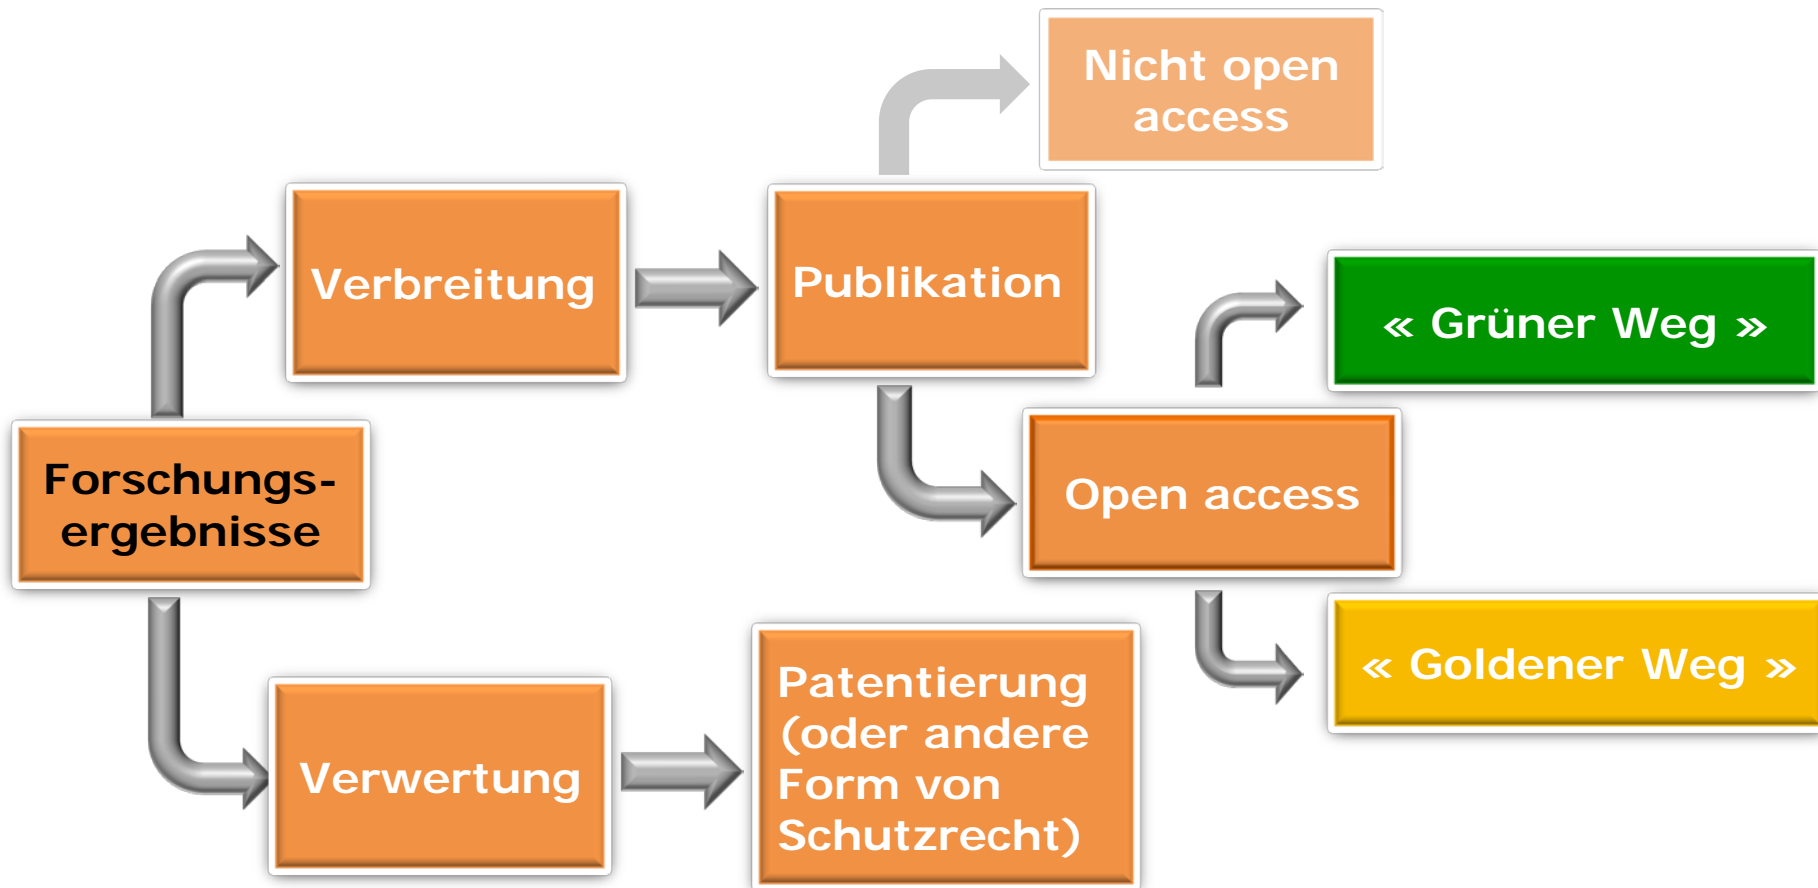 Nicht open
access
Verbreitung
Publikation
« Grüner Weg »
Forschungs-
ergebnisse
Open access
« Goldener Weg »
Verwertung
Patentierung
(oder andere
Form von
Schutzrecht)